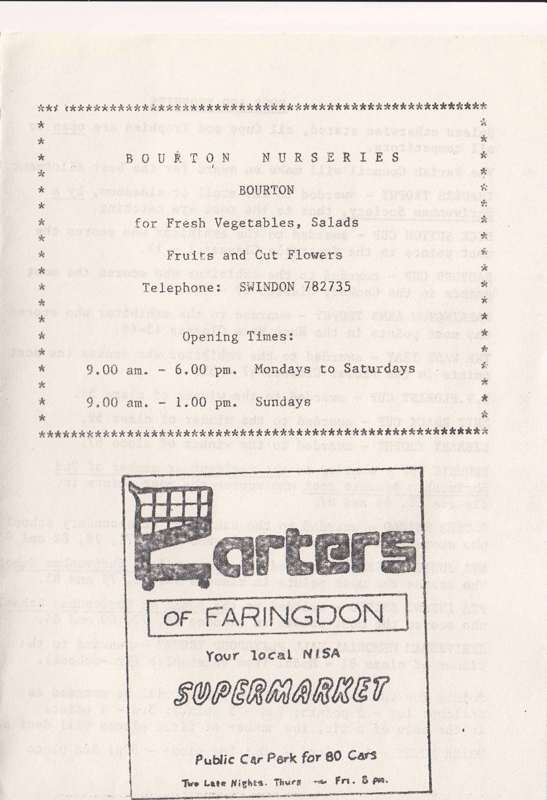 BOURTON NURSERIES
BOURTON
for Fresh Vegetables, Salads
Fruits and Cut Flowers
Telephone: SWINDON 782735
Opening Times:
9.00 am. - 6.00 pm. Mondays to Saturdays
9.00 am. - 1.00 pm. Sundays
Carters
OF FARINGDON
Your local NISA
SUPERMARKET
Public Car Park for 80 Cars
Two Late Nights. Thurs - Fri. 8 pm.